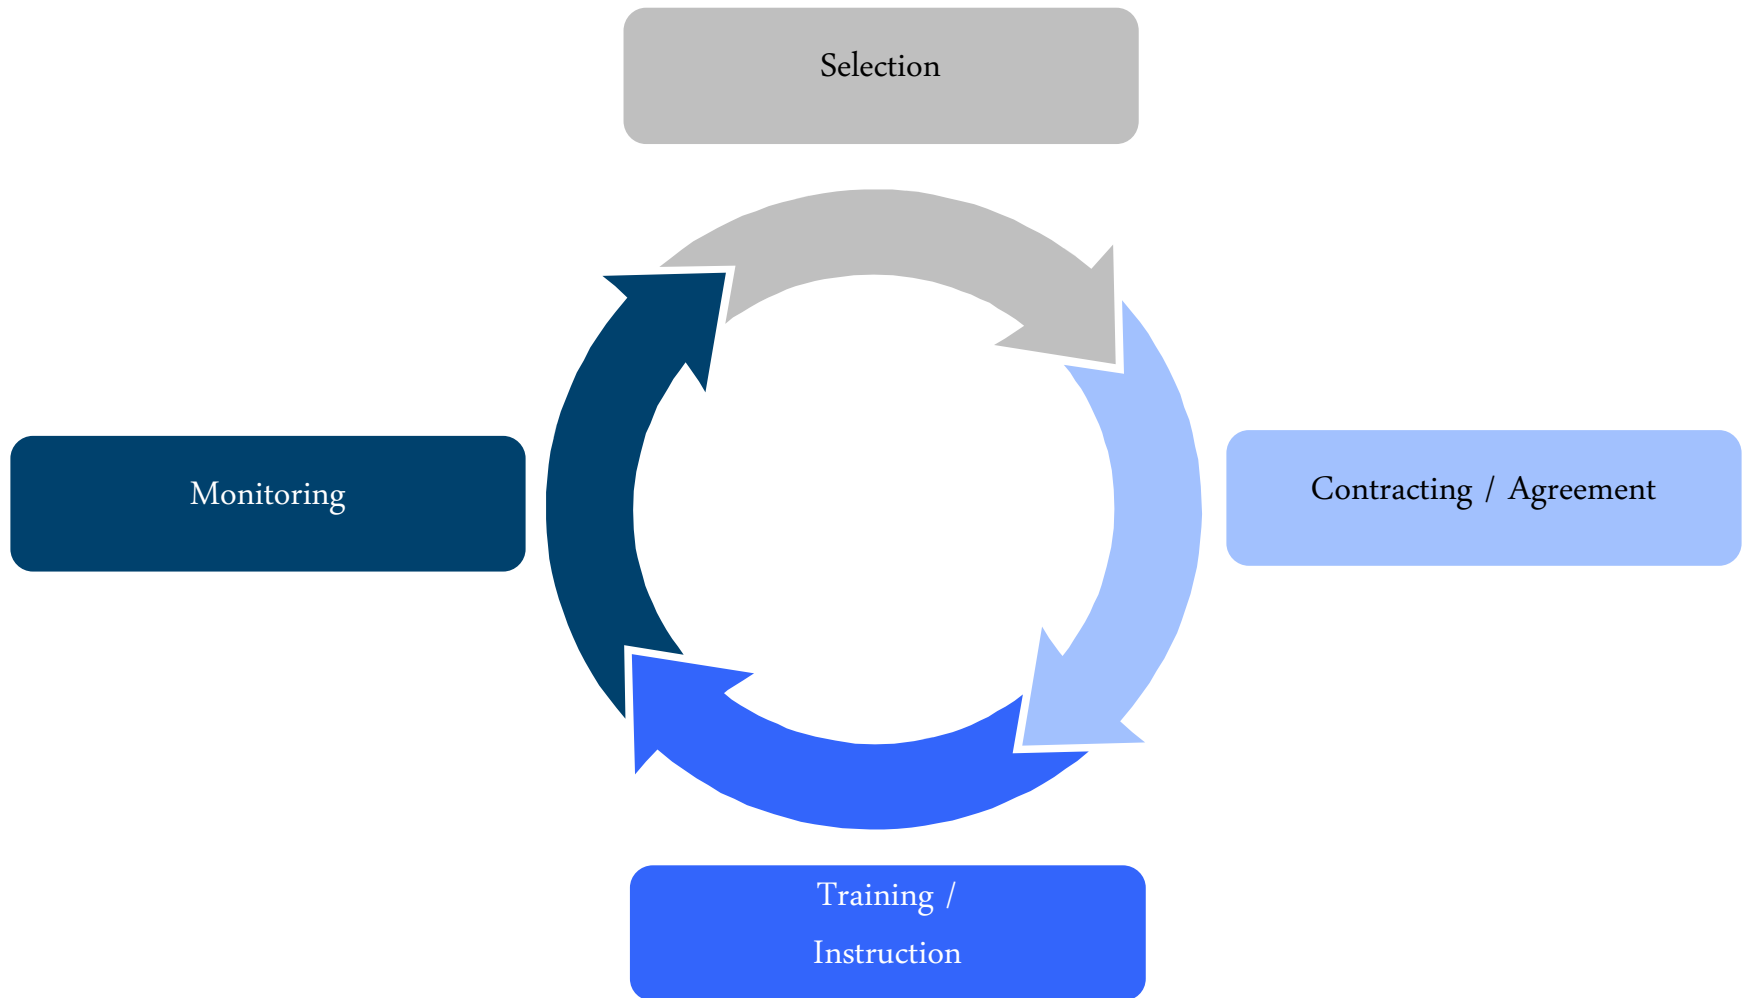 Selection
Monitoring
Contracting / Agreement
Training /
Instruction